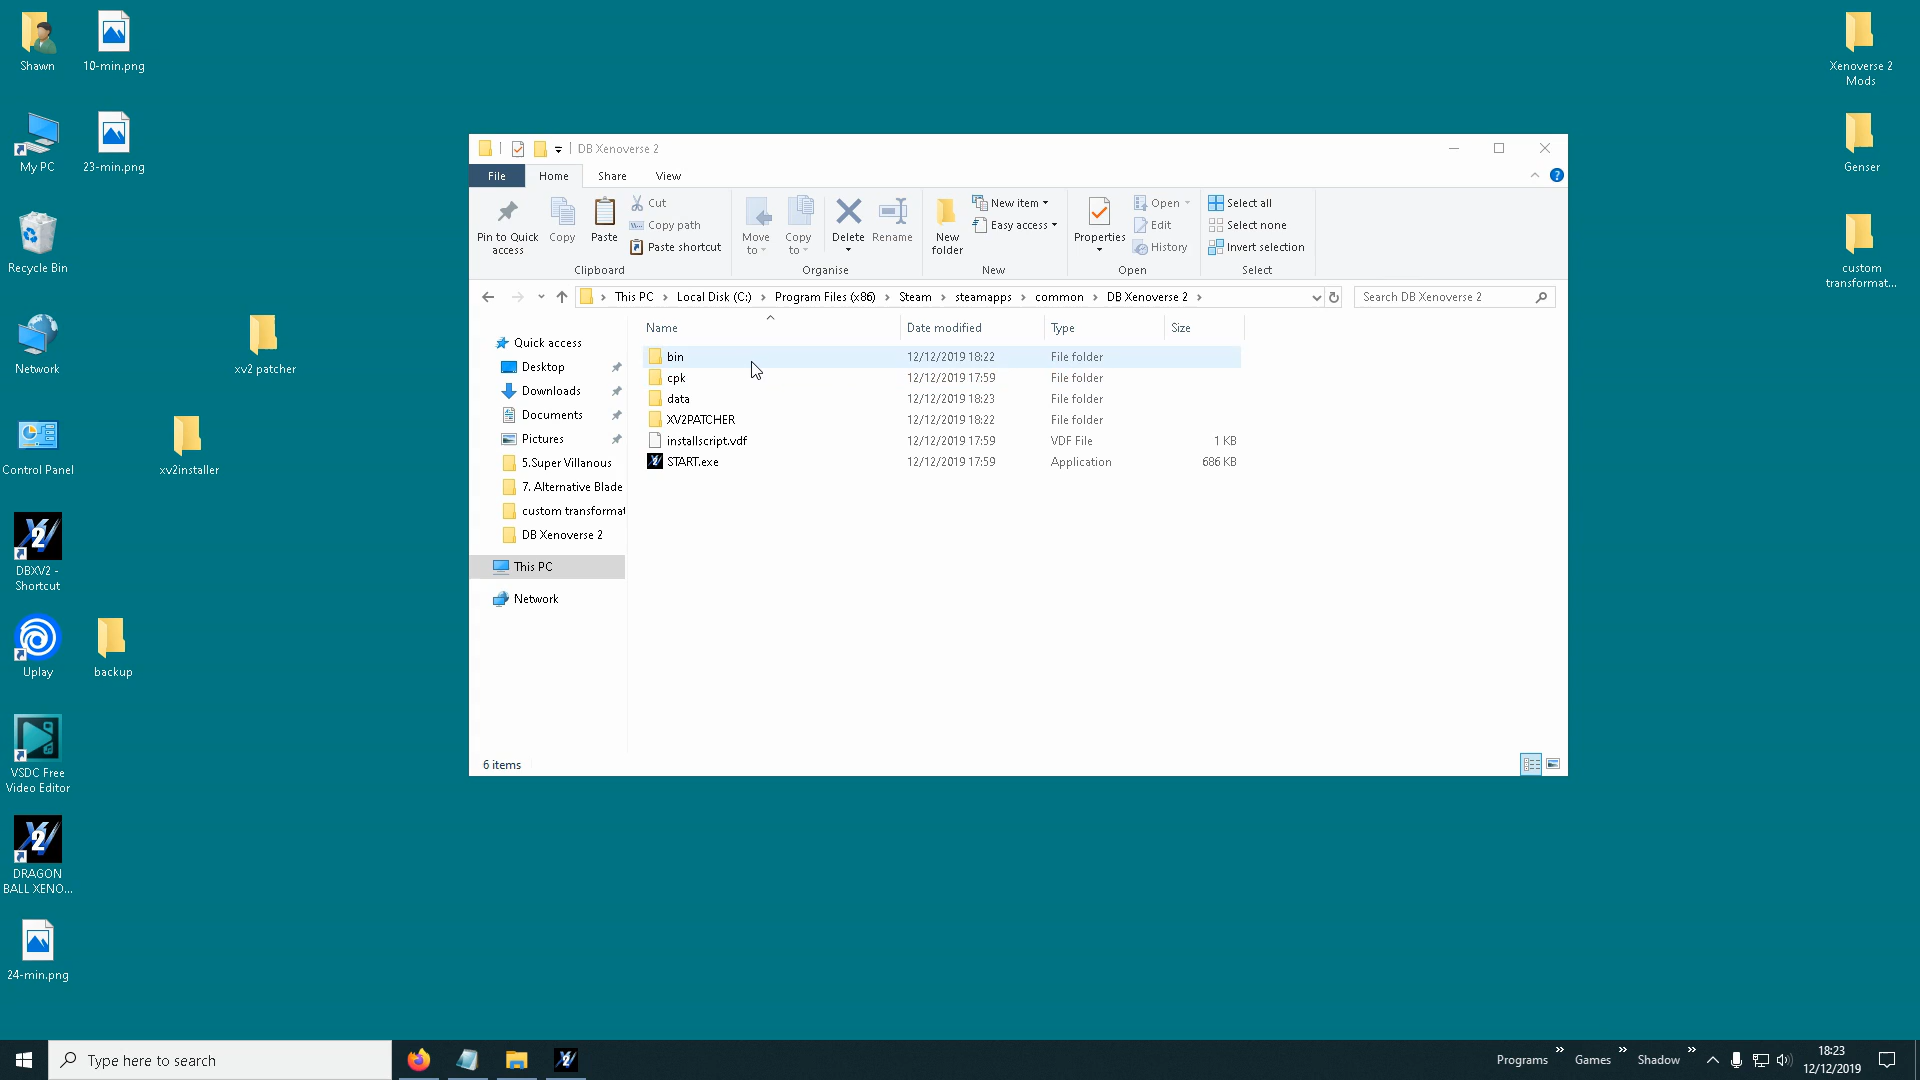 Shawn
10-min.png
My PC
23-min.png
Recycle Bin
Network
xv2 patcher
Control Panel
xv2installer
DBXV2 -
Shortcut
Uplay
backup
VSDC Free
Video Editor
DRAGON
BALL XENO...
24-min.png
Xenoverse 2
Mods
Genser
custom
transformat...
DB Xenoverse 2
File
Home
Share
View
Pin to Quick
access
Copy
Paste
Cut
Copy path
Paste shortcut
Clipboard
Move
to
Copy
to
Delete
Rename
Organise
New
folder
New item
Easy access
New
Properties
Open
Edit
History
Open
Select all
Select none
Invert selection
Select
This PC
Local Disk (C:)
Program Files (x86)
Steam
steamapps
common
DB Xenoverse 2
Search DB Xenoverse 2
Quick access
Desktop
Downloads
Documents
Pictures
5.Super Villanous
7. Alternative Blade
custom transformat
DB Xenoverse 2
This PC
Network
Name Date modified Type Size
bin 12/12/2019 18:22 File folder
cpk 12/12/2019 17:59 File folder
data 12/12/2019 18:23 File folder
XV2PATCHER 12/12/2019 18:22 File folder
installscript.vdf 12/12/2019 17:59 VDF File 1 KB
START.exe 12/12/2019 17:59 Application 686 KB
6 items
Type here to search
Programs
Games
Shadow
18:23
12/12/2019